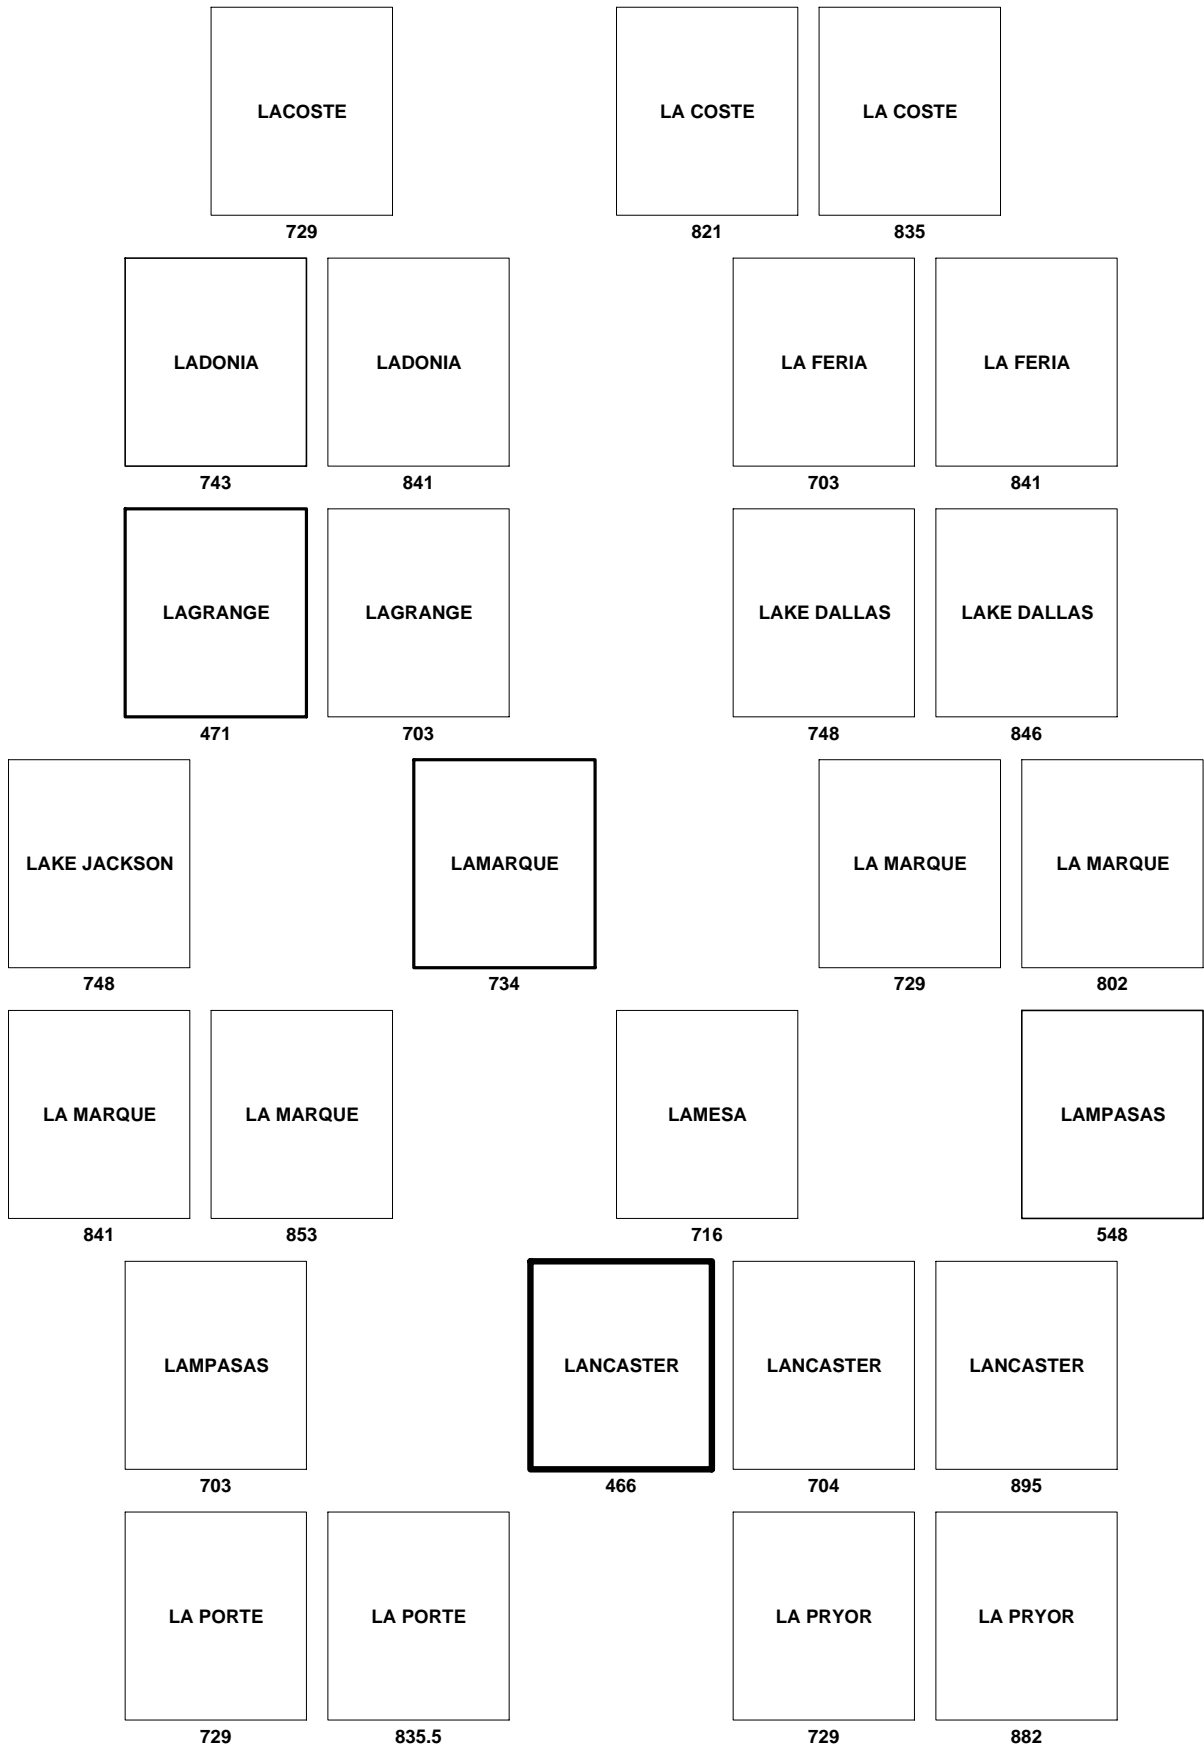 LACOSTE LA COSTE LA COSTE
729 821 835
LADONIA LADONIA LA FERIA LA FERIA
743 841 703 841
LAGRANGE LAGRANGE LAKE DALLAS LAKE DALLAS
471 703 748 846
LAKE JACKSON LAMARQUE LA MARQUE LA MARQUE
748 734 729 802
LA MARQUE LA MARQUE LAMESA LAMPASAS
841 853 716 548
LAMPASAS LANCASTER LANCASTER LANCASTER
703 466 704 895
LA PORTE LA PORTE LA PRYOR LA PRYOR
729 835.5 729 882